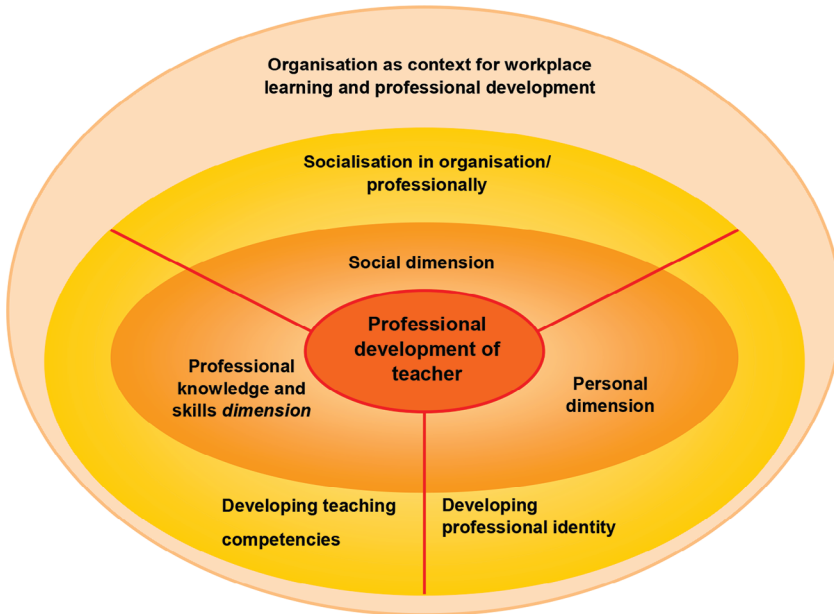 Organisation as context for workplace
learning and professional development
Socialisation in organisation/
professionally
Social dimension
Professional
development of
teacher
Professional
knowledge and
skills dimension
Personal
dimension
Developing teaching
competencies
Developing
professional identity